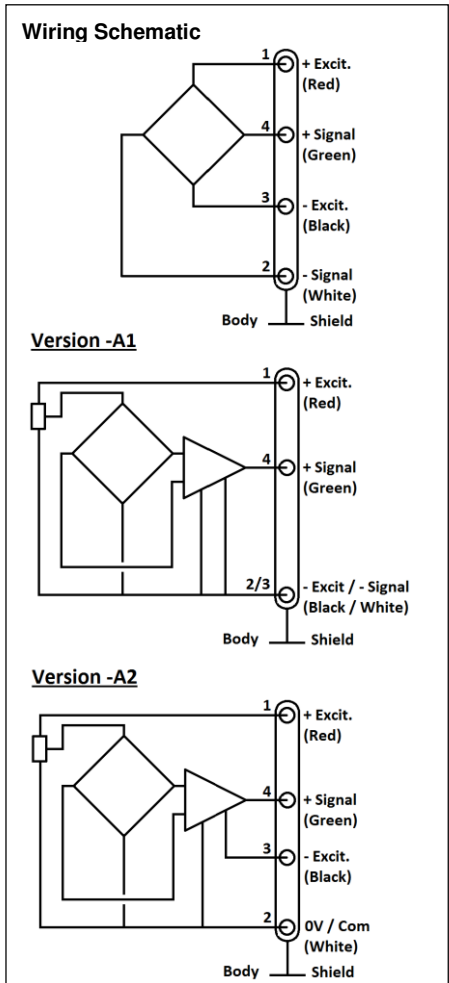 Wiring Schematic
1
+ Excit.
(Red)
4
+ Signal
(Green)
3
- Excit.
(Black)
2
- Signal
(White)
Body
Shield
Version -A1
1
+ Excit.
(Red)
4
+ Signal
(Green)
2/3
- Excit / - Signal
(Black / White)
Body
Shield
Version -A2
1
+ Excit.
(Red)
4
+ Signal
(Green)
3
- Excit.
(Black)
2
0V / Com
(White)
Body
Shield